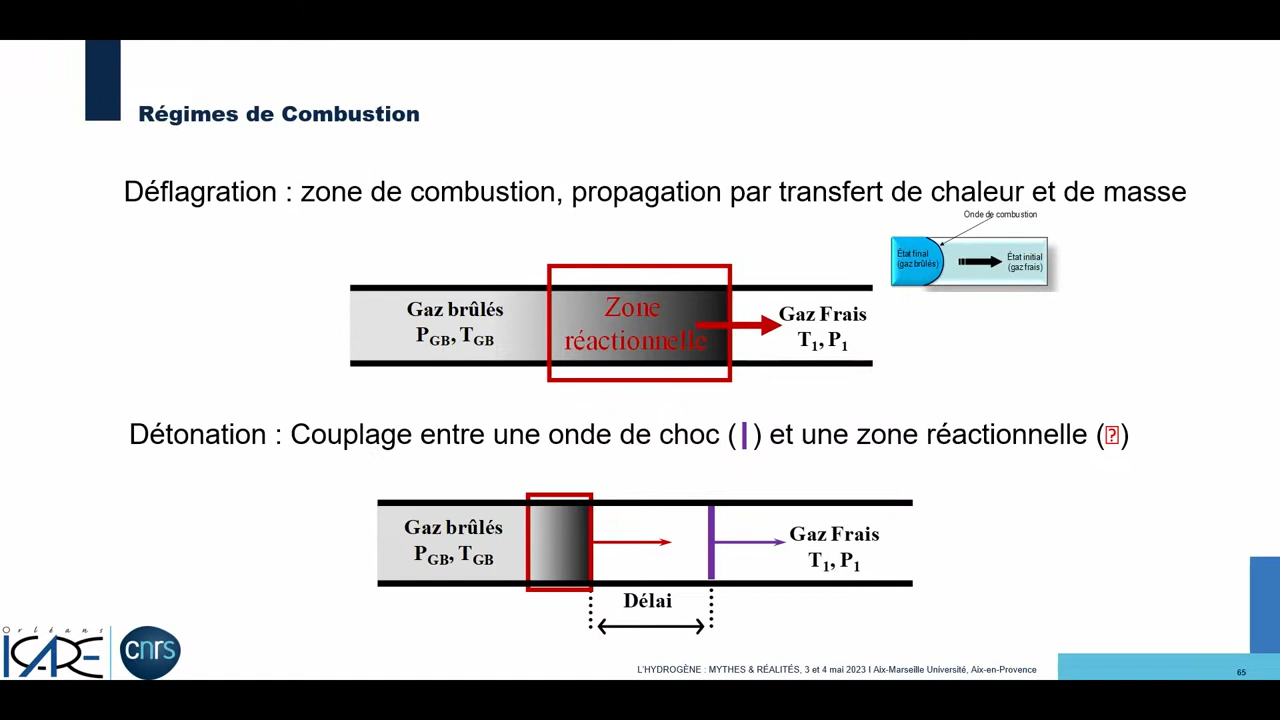 Régimes de Combustion
Déflagration : zone de combustion, propagation par transfert de chaleur et de masse
Onde de combustion
État final
(gaz brûlés)
État initial
(gaz frais)
Gaz brûlés
P_GB, T_GB
Zone
réactionnelle
Gaz Frais
T₁, P₁
Détonation : Couplage entre une onde de choc (|) et une zone réactionnelle (?)
Gaz brûlés
P_GB, T_GB
Gaz Frais
T₁, P₁
Délai
Orléans
ICARE
cnrs
L'HYDROGÈNE : MYTHES & RÉALITÉS, 3 et 4 mai 2023 I Aix-Marseille Université, Aix-en-Provence
65